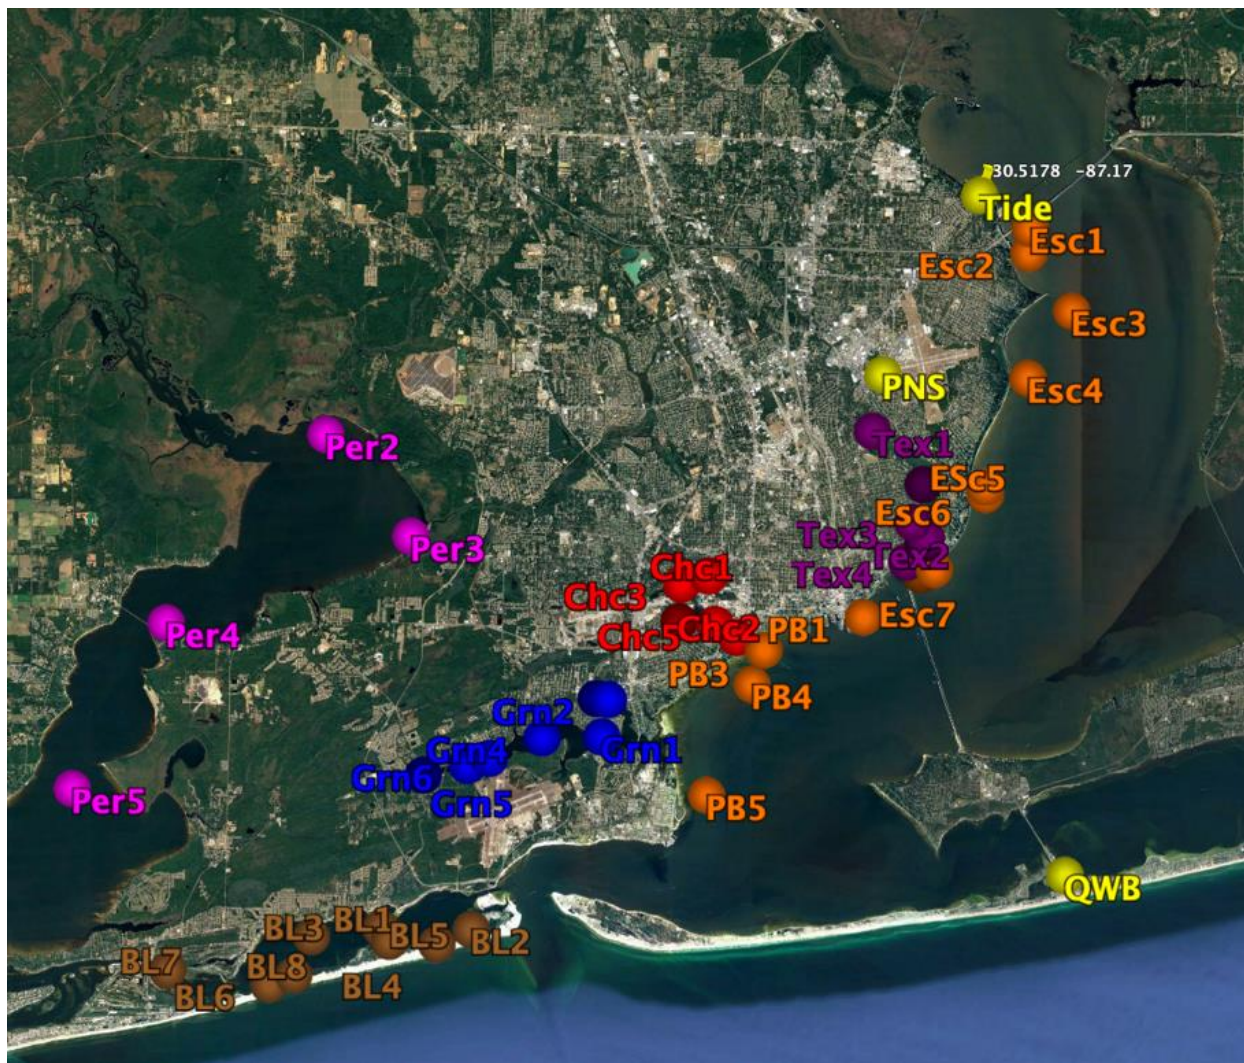 30.5178 -87.17
Tide
Esc1
Esc2
Esc3
Esc4
PNS
Tex1
Per2
ESc5
Esc6
Tex3
Per3
Tex2
Chc1
Tex4
Chc3
Esc7
Chc2
PB1
Per4
Chc5
PB3
PB4
Grn2
Grn1
Grn4
Grn6
Grn5
Per5
PB5
QWB
BL1
BL3
BL5
BL2
BL7
BL8
BL4
BL6